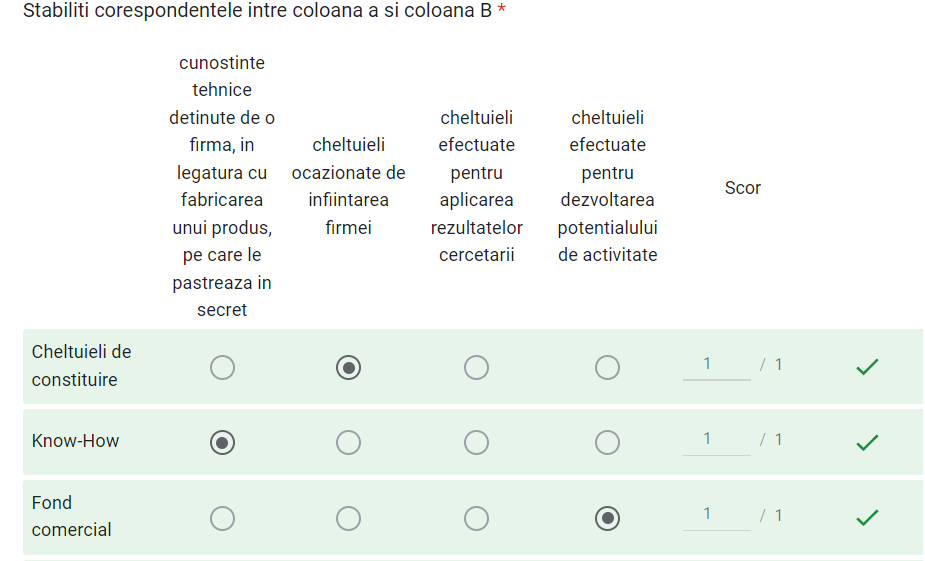 Stabiliti corespondentele intre coloana a si coloana B *
cunostinte
tehnice
detinute de o
firma, in
legatura cu
fabricarea
unui produs,
pe care le
pastreaza in
secret
cheltuieli
ocazionate de
infiintarea
firmei
cheltuieli
efectuate
pentru
aplicarea
rezultatelor
cercetarii
cheltuieli
efectuate
pentru
dezvoltarea
potentialului
de activitate
Scor
Cheltuieli de
constituire
1 / 1
Know-How
1 / 1
Fond
comercial
1 / 1